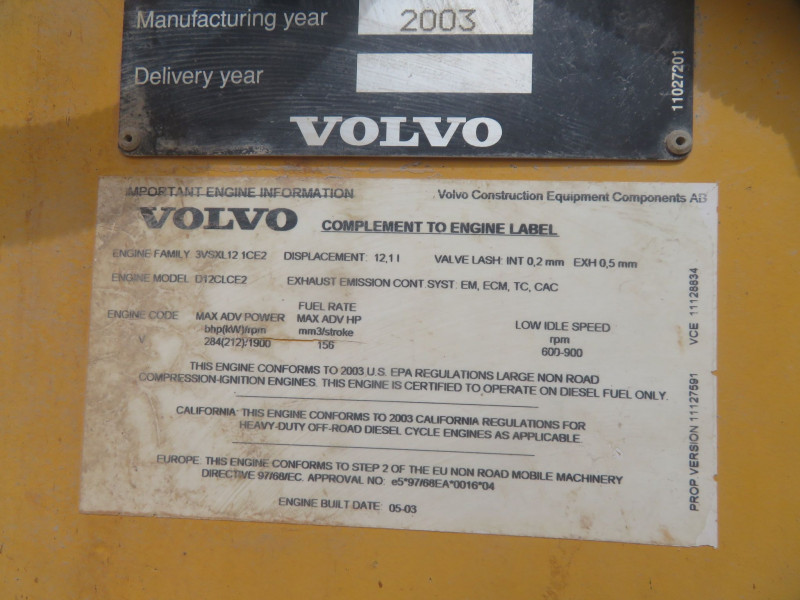 Manufacturing year 2003
Delivery year
11027201
VOLVO
IMPORTANT ENGINE INFORMATION Volvo Construction Equipment Components AB
VOLVO COMPLEMENT TO ENGINE LABEL
ENGINE FAMILY 3VSXL12 1CE2 DISPLACEMENT: 12,1 l VALVE LASH: INT 0,2 mm EXH 0,5 mm
ENGINE MODEL D12CLCE2 EXHAUST EMISSION CONT SYST: EM, ECM, TC, CAC
FUEL RATE
ENGINE CODE MAX ADV POWER MAX ADV HP LOW IDLE SPEED
bhp(kW)/rpm mm3/stroke rpm
V 284(212)/1900 156 600-900
THIS ENGINE CONFORMS TO 2003 U.S. EPA REGULATIONS LARGE NON ROAD
COMPRESSION-IGNITION ENGINES. THIS ENGINE IS CERTIFIED TO OPERATE ON DIESEL FUEL ONLY.
CALIFORNIA: THIS ENGINE CONFORMS TO 2003 CALIFORNIA REGULATIONS FOR
HEAVY-DUTY OFF-ROAD DIESEL CYCLE ENGINES AS APPLICABLE.
EUROPE: THIS ENGINE CONFORMS TO STEP 2 OF THE EU NON ROAD MOBILE MACHINERY
DIRECTIVE 97/68/EC. APPROVAL NO: e5*97/68EA*0016*04
ENGINE BUILT DATE: 05-03
PROP VERSION 11127591 VCE 11128834